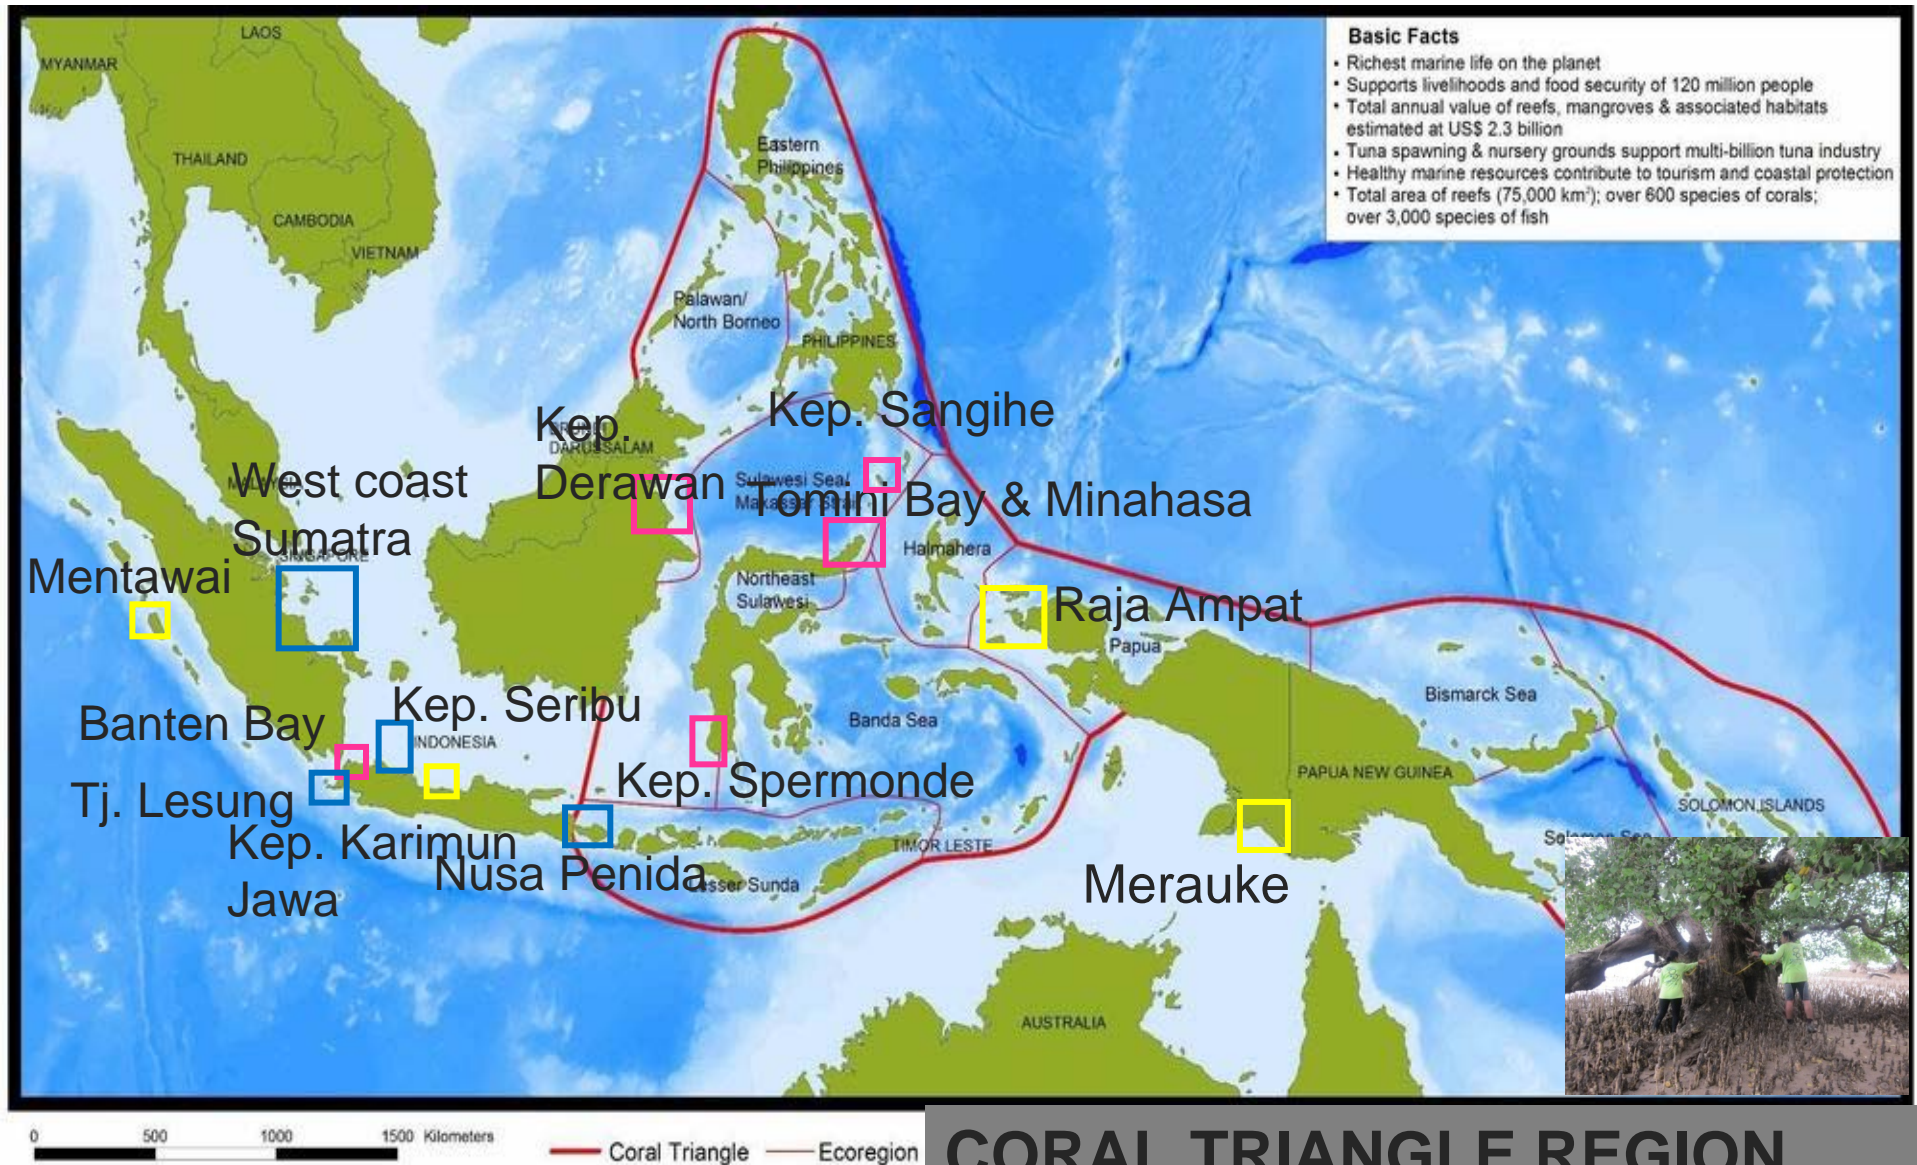 Basic Facts
• Richest marine life on the planet
• Supports livelihoods and food security of 120 million people
• Total annual value of reefs, mangroves & associated habitats
estimated at US$ 2.3 billion
• Tuna spawning & nursery grounds support multi-billion tuna industry
• Healthy marine resources contribute to tourism and coastal protection
• Total area of reefs (75,000 km²); over 600 species of corals;
over 3,000 species of fish
LAOS
MYANMAR
THAILAND
CAMBODIA
VIETNAM
Eastern
Philippines
Palawan/
North Borneo
PHILIPPINES
Kep. Sangihe
Kep.
Derawan
DARUSSALAM
West coast
Sumatra
SINGAPORE
Sulawesi Sea/
Makassar Strait
Tomini Bay & Minahasa
Halmahera
Mentawai
Northeast
Sulawesi
Raja Ampat
Papua
Bismarck Sea
Banten Bay
Kep. Seribu
INDONESIA
Banda Sea
Kep. Spermonde
PAPUA NEW GUINEA
SOLOMON ISLANDS
Tj. Lesung
Kep. Karimun
Jawa
Nusa Penida
Lesser Sunda
TIMOR LESTE
Merauke
Solomon Sea
AUSTRALIA
0 500 1000 1500 Kilometers
Coral Triangle
Ecoregion
CORAL TRIANGLE REGION